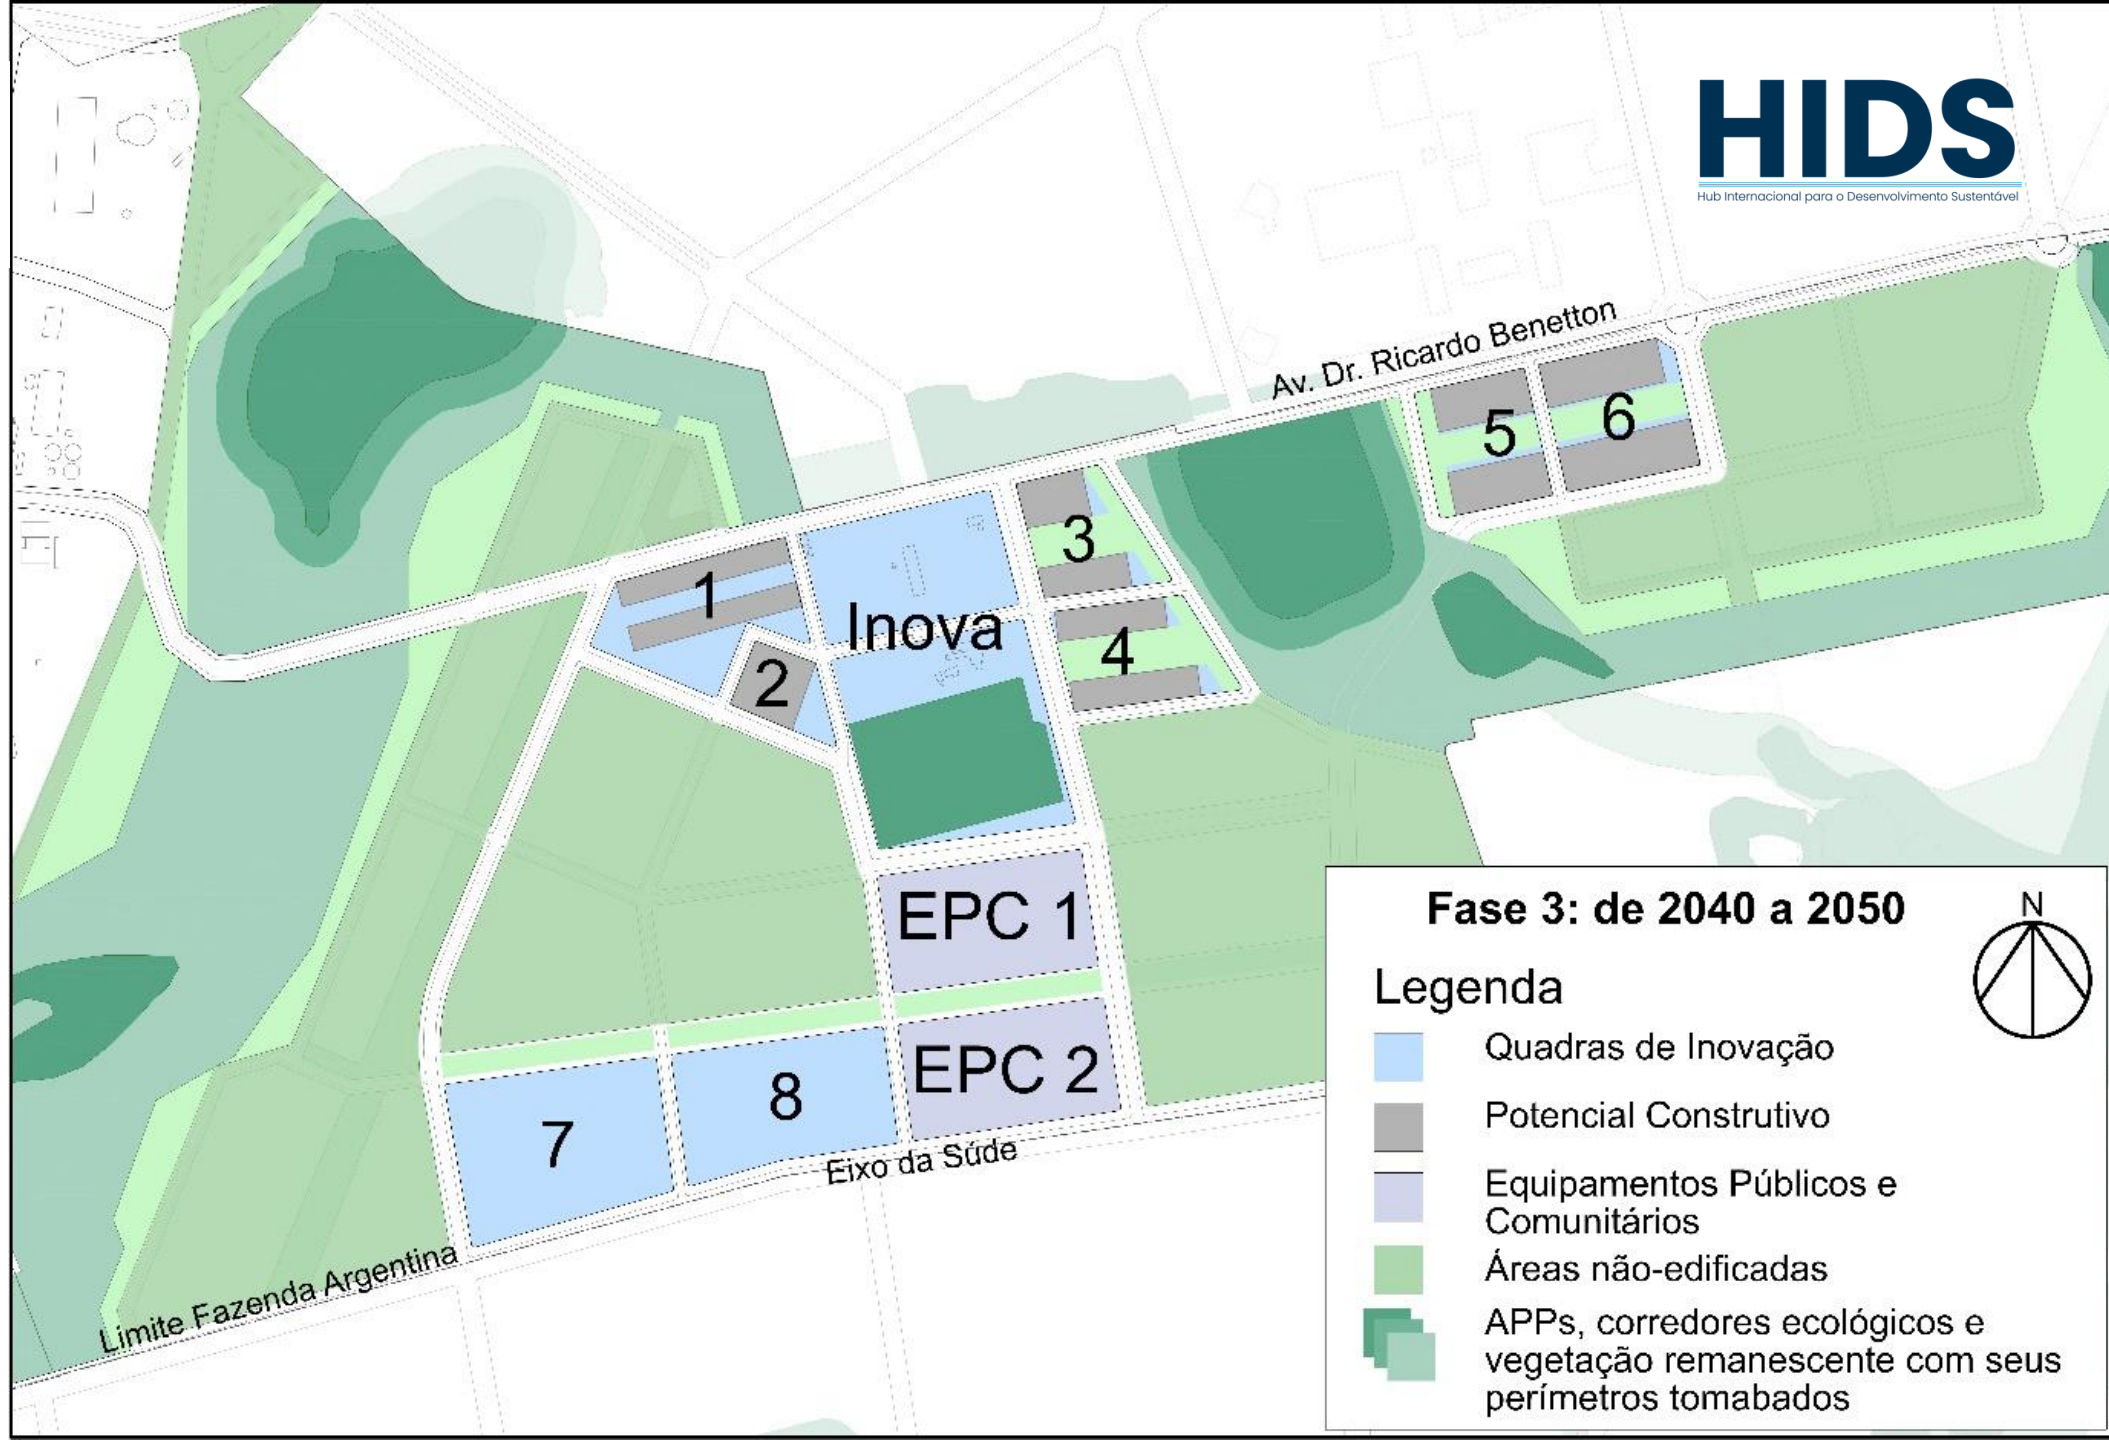 HIDS
Hub Internacional para o Desenvolvimento Sustentável
Av. Dr. Ricardo Benetton
5
6
3
1
Inova
4
2
EPC 1
EPC 2
8
7
Eixo da Súde
Limite Fazenda Argentina
Fase 3: de 2040 a 2050
N
Legenda
Quadras de Inovação
Potencial Construtivo
Equipamentos Públicos e
Comunitários
Áreas não-edificadas
APPs, corredores ecológicos e
vegetação remanescente com seus
perímetros tomabados